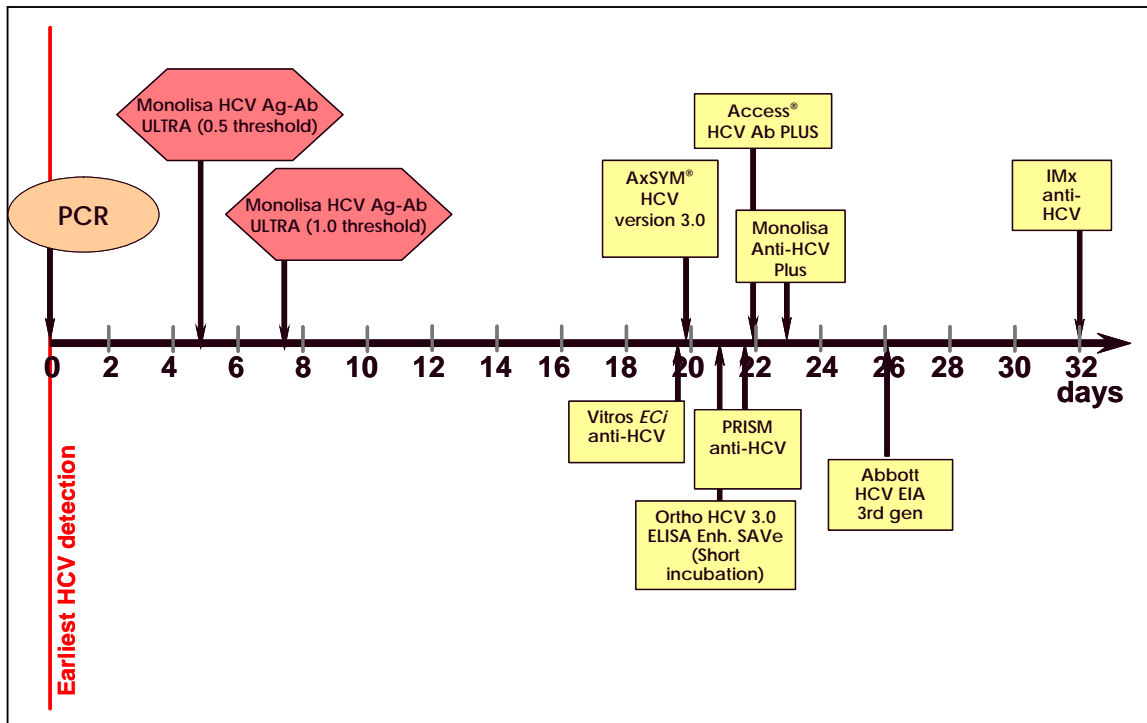 Monolisa HCV Ag-Ab
ULTRA (0.5 threshold)
Access®
HCV Ab PLUS
PCR
Monolisa HCV Ag-Ab
ULTRA (1.0 threshold)
AxSYM®
HCV
version 3.0
Monolisa
Anti-HCV
Plus
IMx
anti-
HCV
0 2 4 6 8 10 12 14 16 18 20 22 24 26 28 30 32
days
Vitros ECi
anti-HCV
PRISM
anti-HCV
Ortho HCV 3.0
ELISA Enh. SAVe
(Short
incubation)
Abbott
HCV EIA
3rd gen
Earliest HCV detection